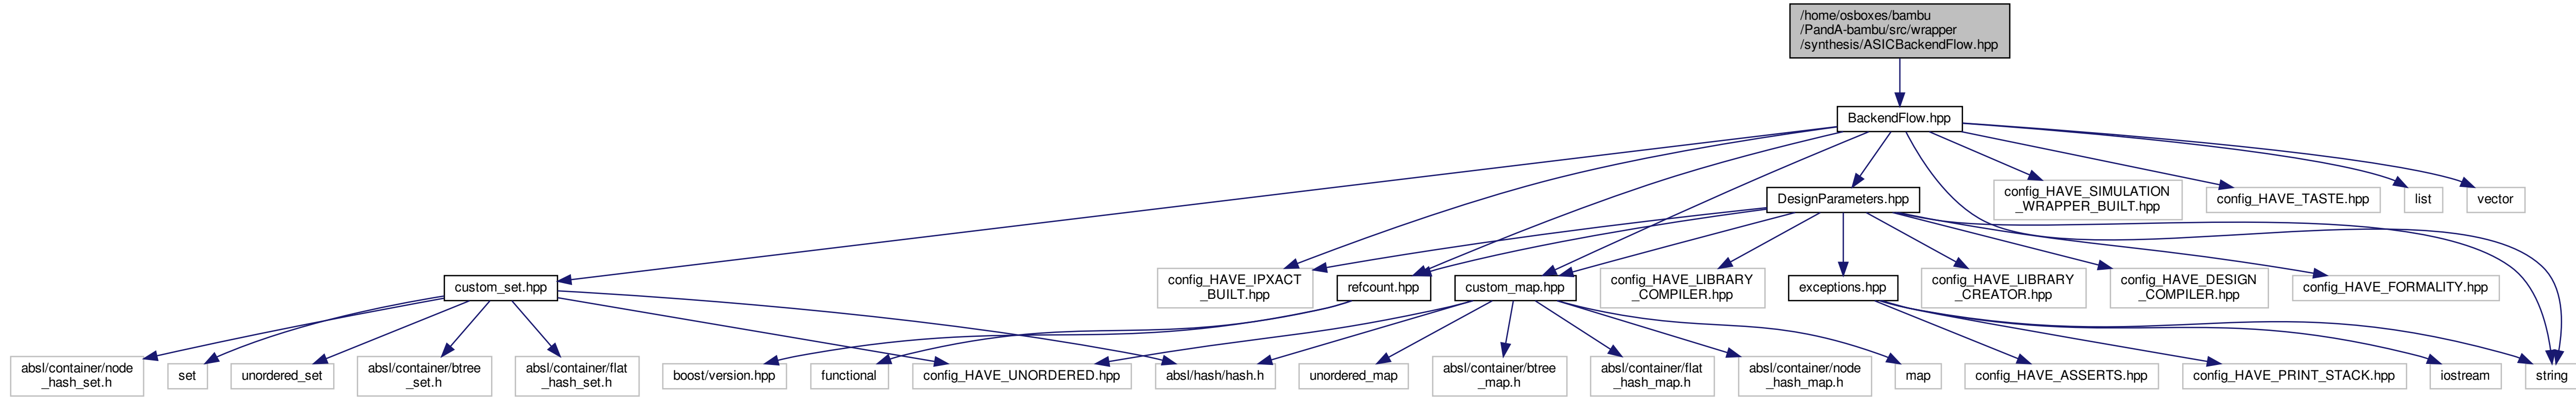 /home/osboxes/bambu
/PandA-bambu/src/wrapper
/synthesis/ASICBackendFlow.hpp
BackendFlow.hpp
DesignParameters.hpp
config_HAVE_SIMULATION
_WRAPPER_BUILT.hpp
config_HAVE_TASTE.hpp
list
vector
custom_set.hpp
config_HAVE_IPXACT
_BUILT.hpp
refcount.hpp
custom_map.hpp
config_HAVE_LIBRARY
_COMPILER.hpp
exceptions.hpp
config_HAVE_LIBRARY
_CREATOR.hpp
config_HAVE_DESIGN
_COMPILER.hpp
config_HAVE_FORMALITY.hpp
absl/container/node
_hash_set.h
set
unordered_set
absl/container/btree
_set.h
absl/container/flat
_hash_set.h
boost/version.hpp
functional
config_HAVE_UNORDERED.hpp
absl/hash/hash.h
unordered_map
absl/container/btree
_map.h
absl/container/flat
_hash_map.h
absl/container/node
_hash_map.h
map
config_HAVE_ASSERTS.hpp
config_HAVE_PRINT_STACK.hpp
iostream
string